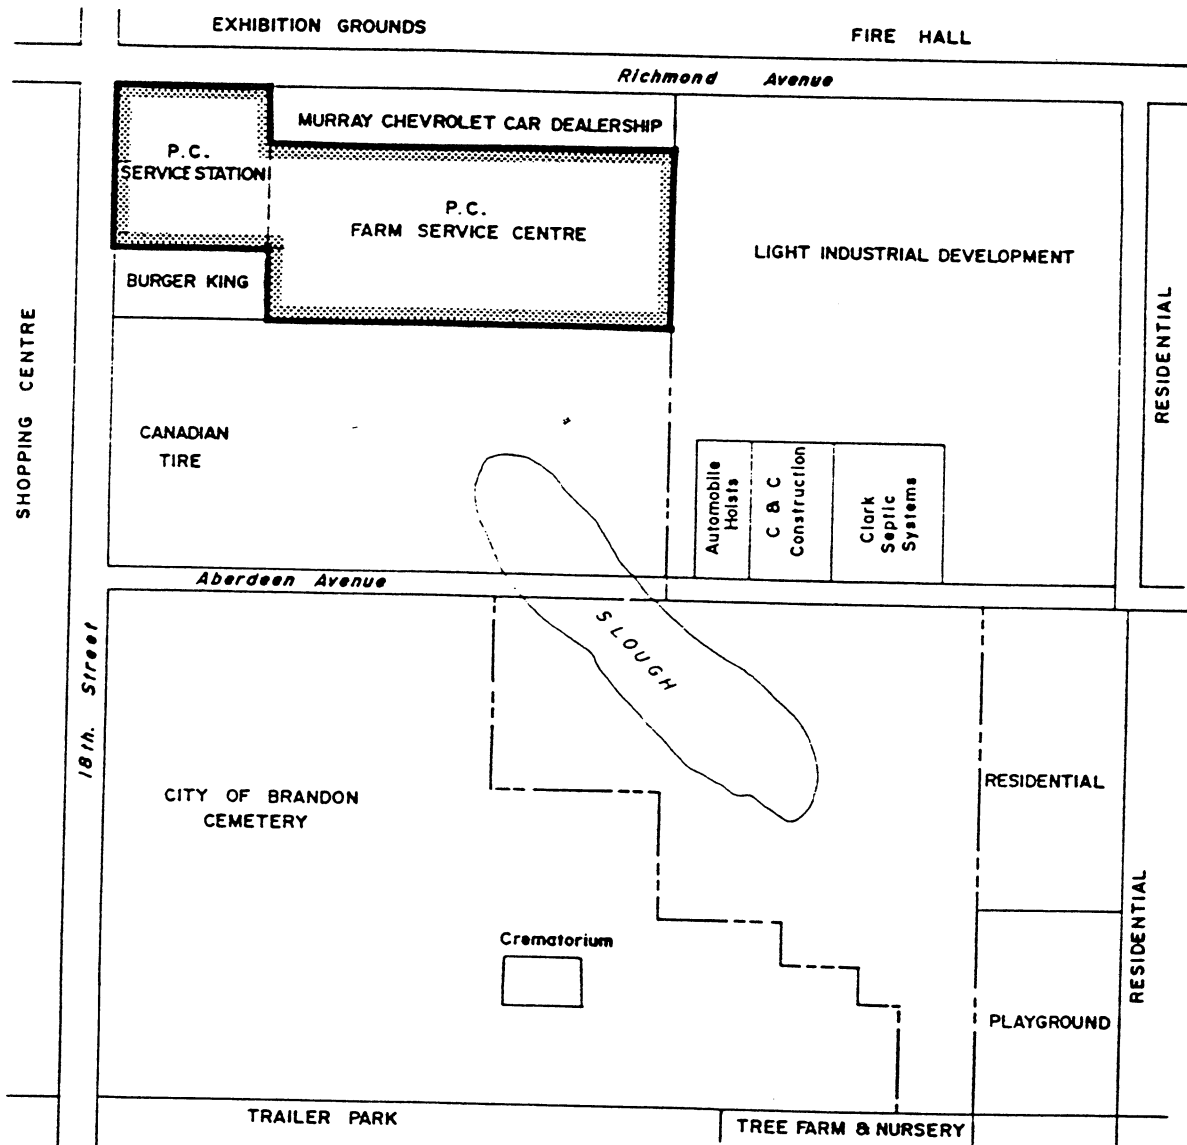 EXHIBITION GROUNDS
FIRE HALL
Richmond Avenue
MURRAY CHEVROLET CAR DEALERSHIP
P.C.
SERVICE STATION
P.C.
FARM SERVICE CENTRE
LIGHT INDUSTRIAL DEVELOPMENT
BURGER KING
RESIDENTIAL
SHOPPING CENTRE
CANADIAN
TIRE
Automobile
Hoists
C & C
Construction
Clark
Septic
Systems
Aberdeen Avenue
SLOUGH
18th. Street
CITY OF BRANDON
CEMETERY
RESIDENTIAL
RESIDENTIAL
Crematorium
PLAYGROUND
TRAILER PARK
TREE FARM & NURSERY